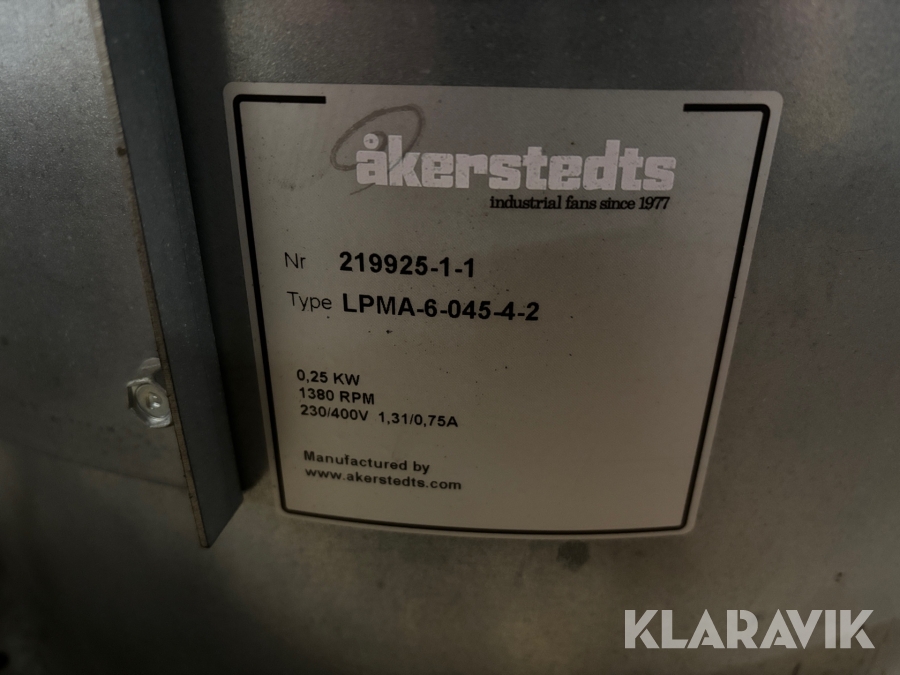 åkerstedts
industrial fans since 1977
Nr 219925-1-1
Type LPMA-6-045-4-2
0,25 KW
1380 RPM
230/400V 1,31/0,75A
Manufactured by
www.akerstedts.com
KLARAVIK